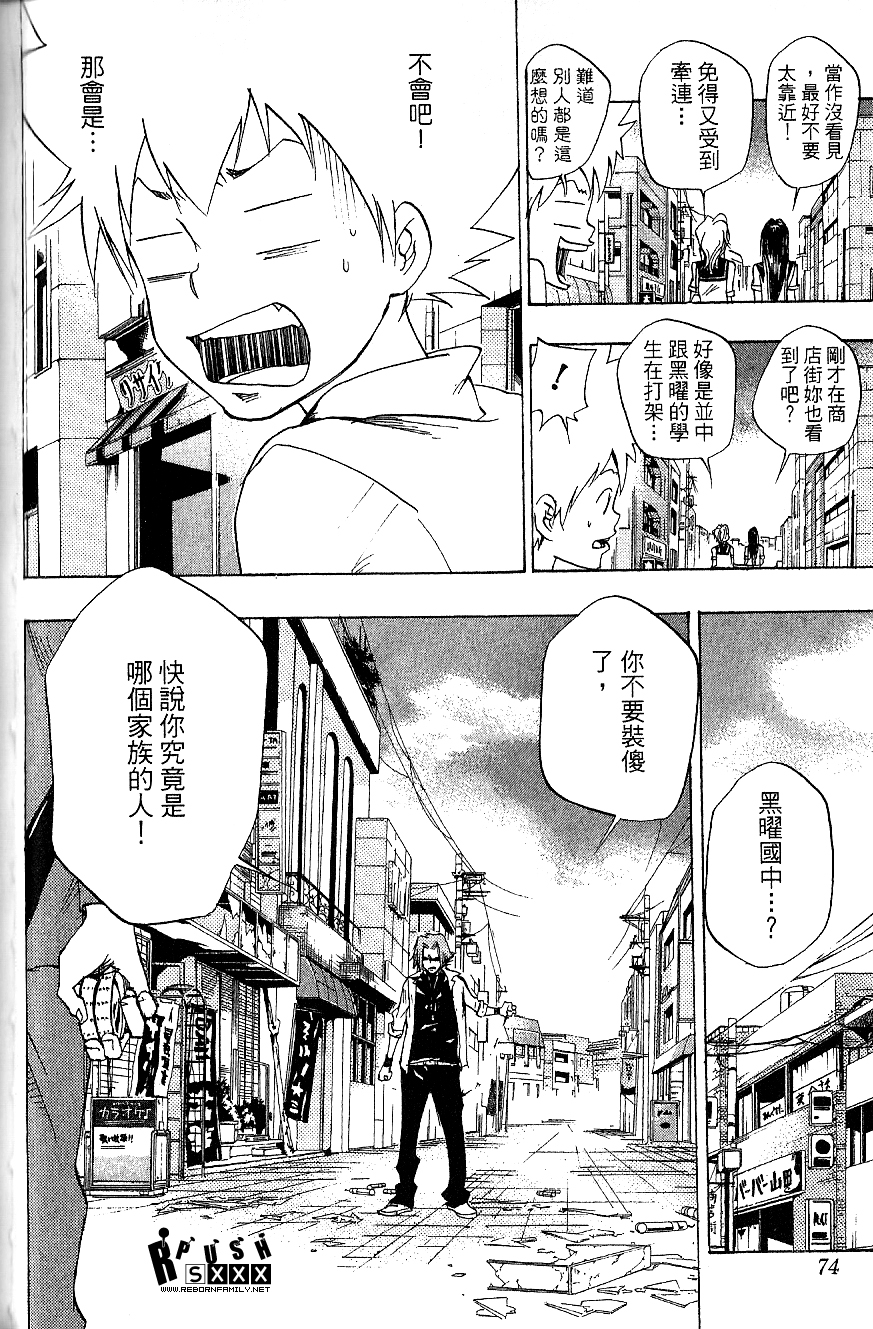 當作沒看見
，最好不要
太靠近！
免得又受到
牽連…
難道
別人都是這
麼想的嗎？
剛才在商
店街妳也看
到了吧？
好像是並中
跟黑曜的學
生在打架…
！
不會吧！
那會是…
リサイ
黑曜國中…？
バーバー山田
你不要裝傻
了，
快說你究竟是
哪個家族的人！
カラオケ
RPUSH
SXXX
WWW.REBORNFAMILY.NET
74